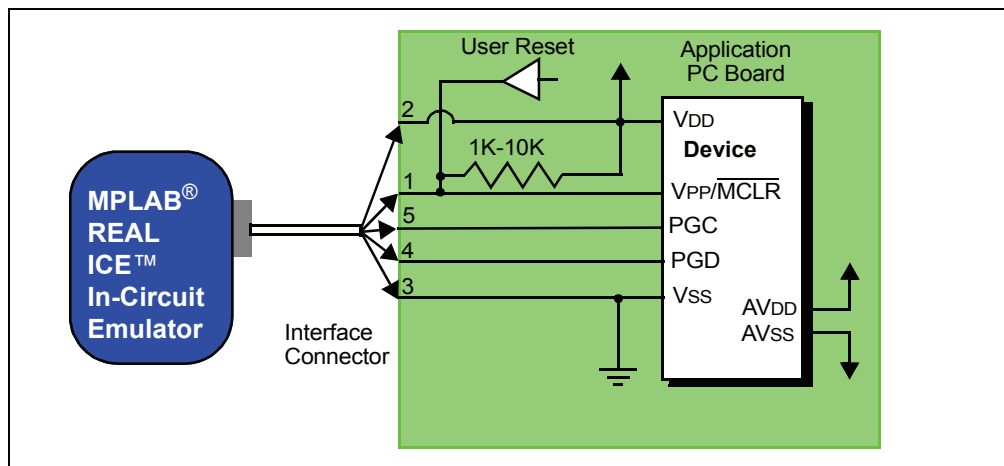 User Reset
Application
PC Board
2
VDD
1K-10K
Device
1
VPP/MCLR
5
PGC
4
PGD
3
VSS
AVDD
AVSS
MPLAB®
REAL
ICE™
In-Circuit
Emulator
Interface
Connector